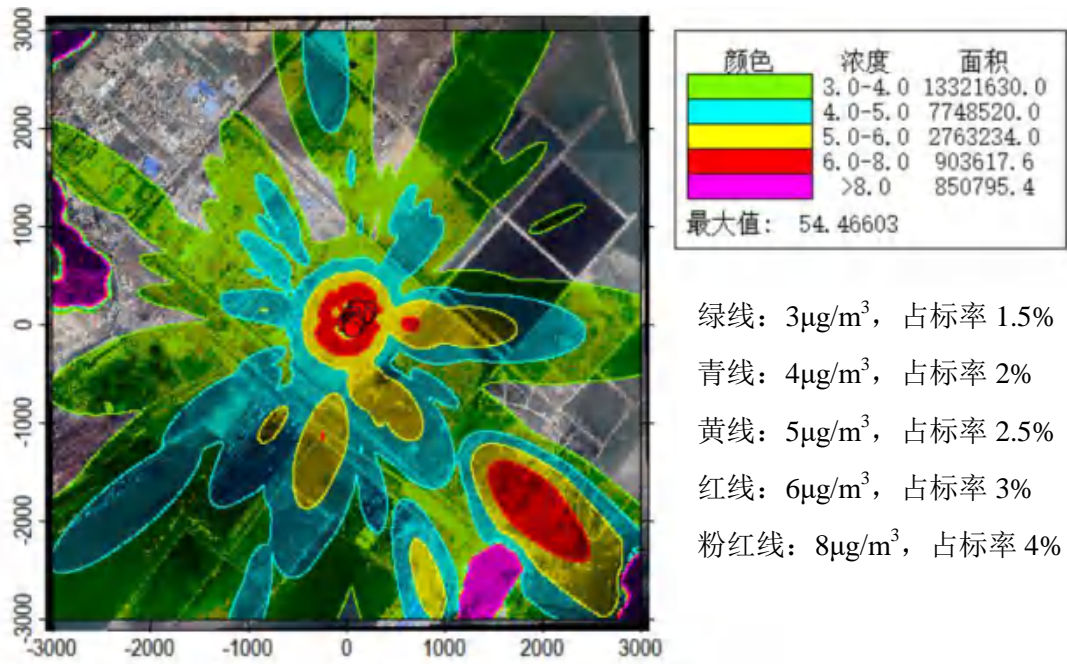 颜色 浓度 面积
3.0-4.0 13321630.0
4.0-5.0 7748520.0
5.0-6.0 2763234.0
6.0-8.0 903617.6
>8.0 850795.4
最大值: 54.46603
绿线：3μg/m³，占标率 1.5%
青线：4μg/m³，占标率 2%
黄线：5μg/m³，占标率 2.5%
红线：6μg/m³，占标率 3%
粉红线：8μg/m³，占标率 4%
3000
2000
1000
0
-1000
-2000
-3000
-3000 -2000 -1000 0 1000 2000 3000